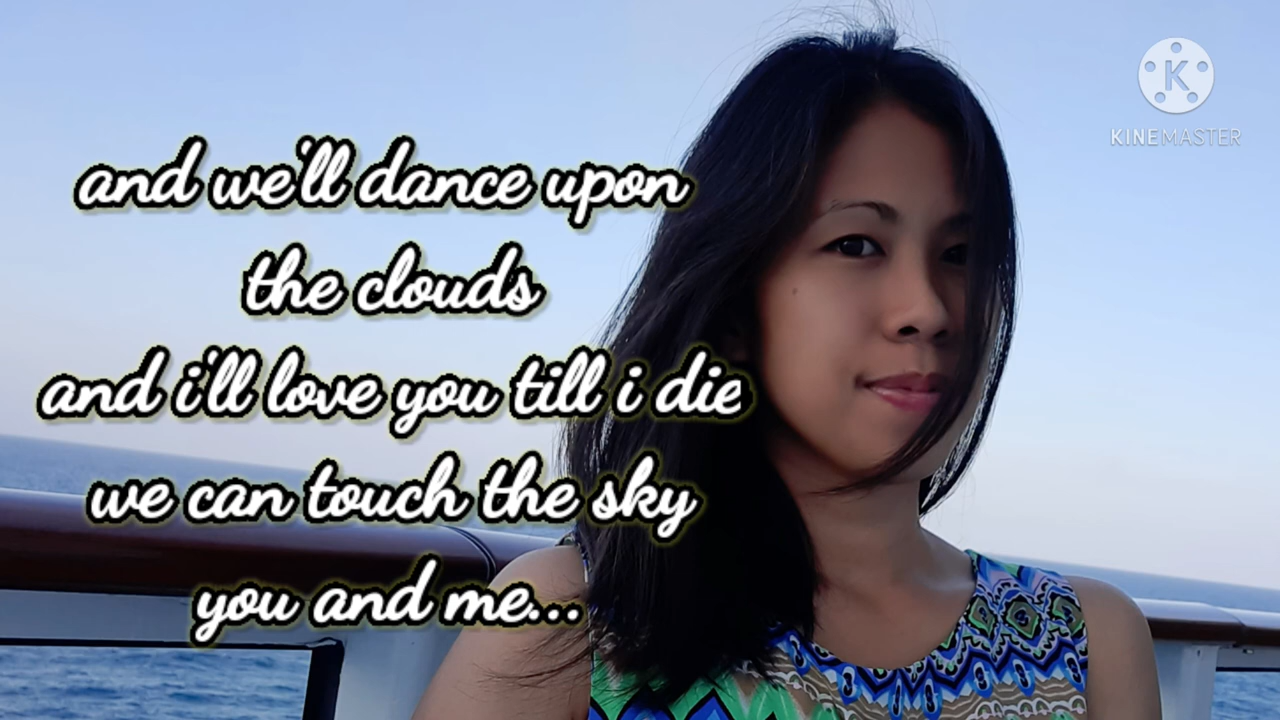 and we'll dance upon
the clouds
and i'll love you till i die
we can touch the sky
you and me...
K
KINEMASTER